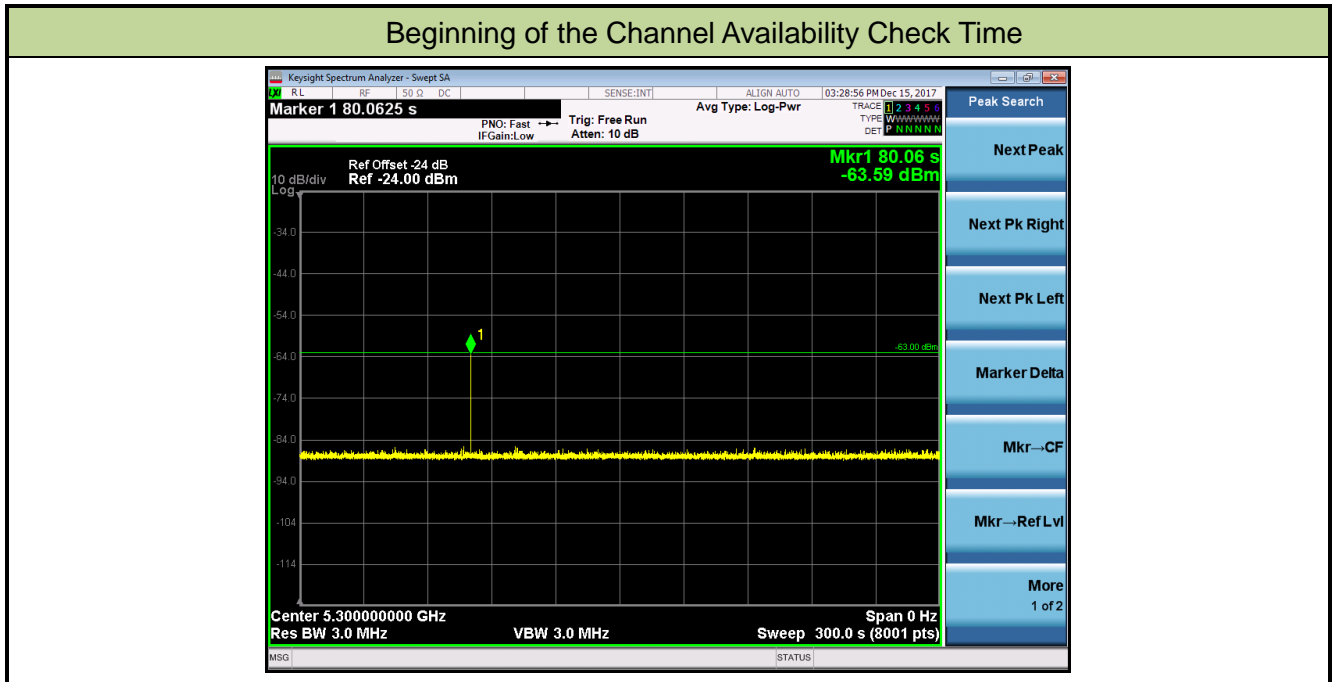 Beginning of the Channel Availability Check Time
Keysight Spectrum Analyzer - Swept SA
LXI RL RF 50 Ω DC SENSE:INT ALIGN AUTO 03:28:56 PM Dec 15, 2017
Marker 1 80.0625 s
PNO: Fast
IFGain:Low
Trig: Free Run
Atten: 10 dB
Avg Type: Log-Pwr
TRACE 1 2 3 4 5 6
TYPE WWWWWW
DET P N N N N N
Peak Search
Ref Offset -24 dB
10 dB/div Ref -24.00 dBm
Log
Mkr1 80.06 s
-63.59 dBm
-34.0
-44.0
-54.0
-64.0
-74.0
-84.0
-94.0
-104
-114
1
-63.00 dBm
Center 5.300000000 GHz
Span 0 Hz
Res BW 3.0 MHz
VBW 3.0 MHz
Sweep 300.0 s (8001 pts)
MSG
STATUS
Next Peak
Next Pk Right
Next Pk Left
Marker Delta
Mkr→CF
Mkr→Ref Lvl
More
1 of 2